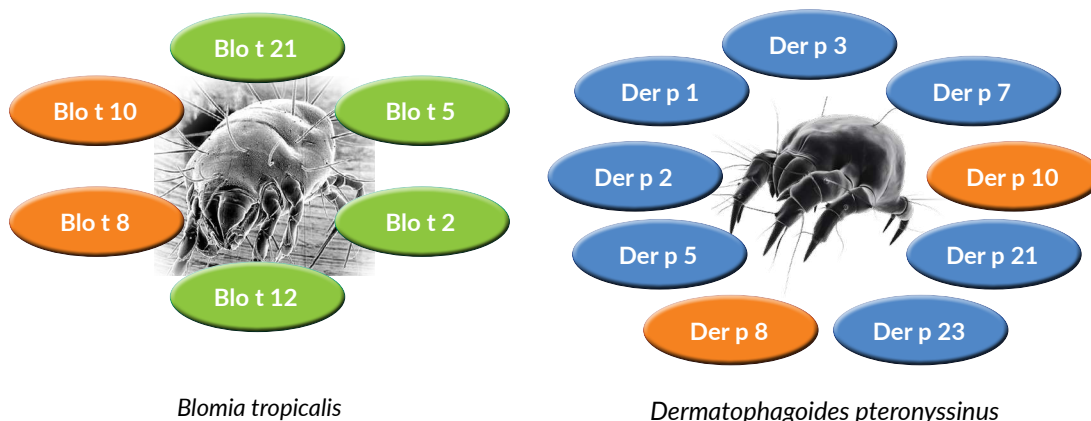 Blo t 21
Blo t 10
Blo t 5
Blo t 8
Blo t 2
Blo t 12
Blomia tropicalis
Der p 3
Der p 1
Der p 7
Der p 2
Der p 10
Der p 5
Der p 21
Der p 8
Der p 23
Dermatophagoides pteronyssinus